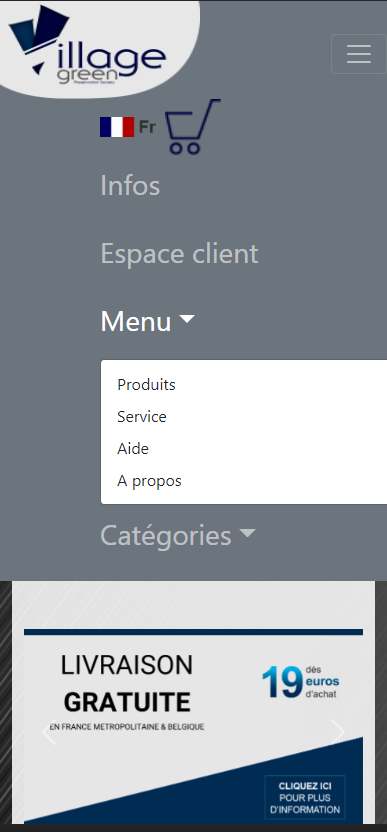 Village
green
Fr
Infos
Espace client
Menu
Produits
Service
Aide
A propos
Catégories
LIVRAISON
GRATUITE
EN FRANCE METROPOLITAINE & BELGIQUE
19 dès
euros
d'achat
CLIQUEZ ICI
POUR PLUS
D'INFORMATION